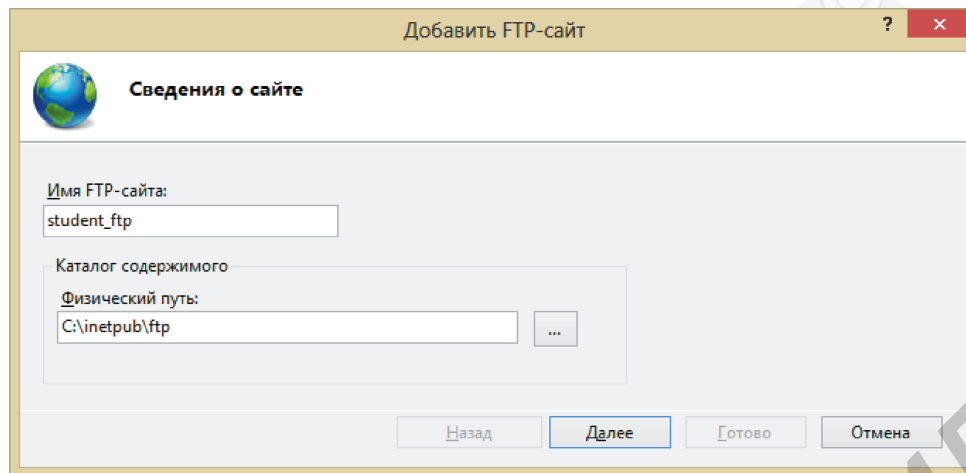 Добавить FTP-сайт
?
Сведения о сайте
Имя FTP-сайта:
student_ftp
Каталог содержимого
Физический путь:
C:\inetpub\ftp
...
Назад Далее Готово Отмена